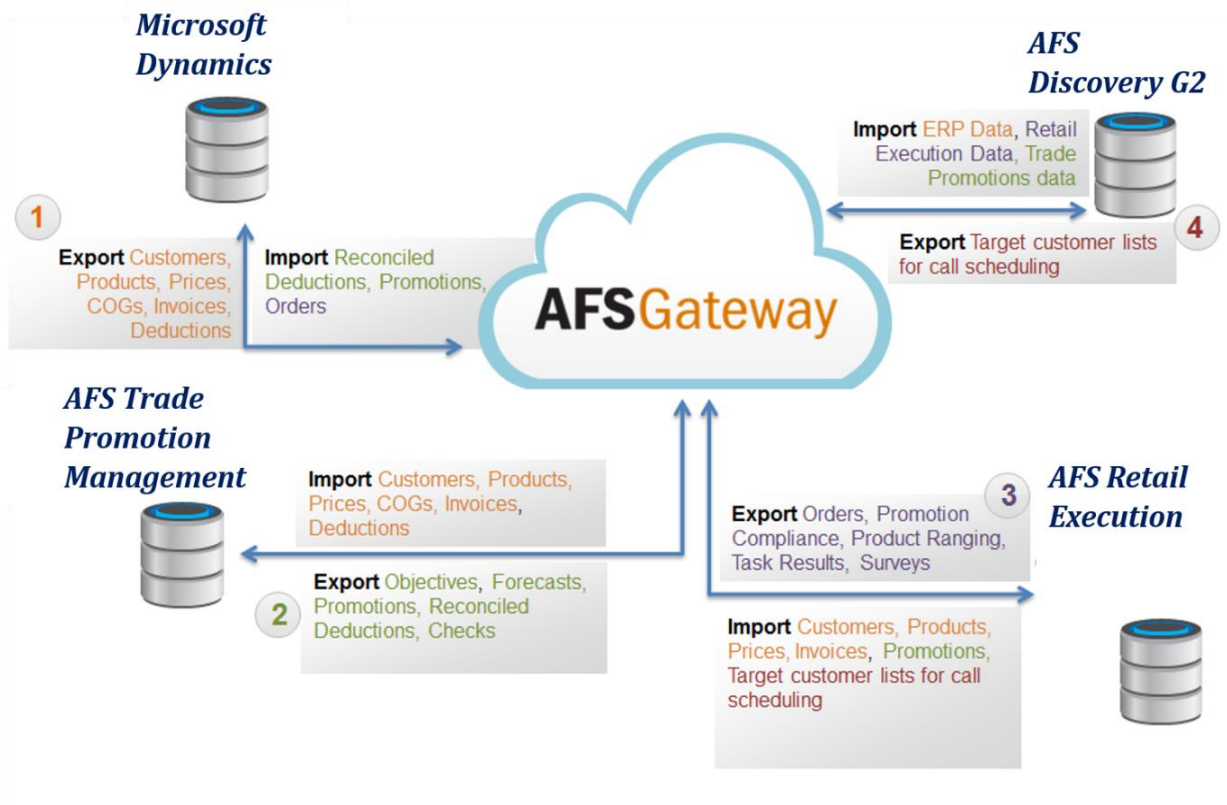 Microsoft
Dynamics
AFS
Discovery G2
Import ERP Data, Retail
Execution Data, Trade
Promotions data
1
4
Export Customers,
Products, Prices,
COGs, Invoices,
Deductions
Import Reconciled
Deductions, Promotions,
Orders
Export Target customer lists
for call scheduling
AFSGateway
AFS Trade
Promotion
Management
Import Customers, Products,
Prices, COGs, Invoices,
Deductions
2
Export Objectives, Forecasts,
Promotions, Reconciled
Deductions, Checks
3
Export Orders, Promotion
Compliance, Product Ranging,
Task Results, Surveys
AFS Retail
Execution
Import Customers, Products,
Prices, Invoices, Promotions,
Target customer lists for call
scheduling